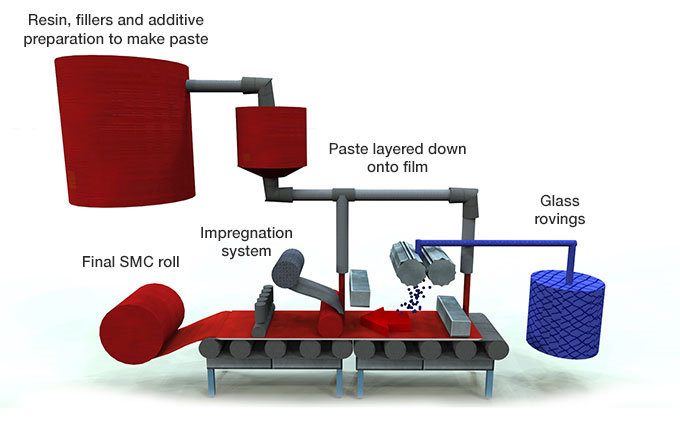 Resin, fillers and additive
preparation to make paste
Paste layered down
onto film
Glass
rovings
Impregnation
system
Final SMC roll